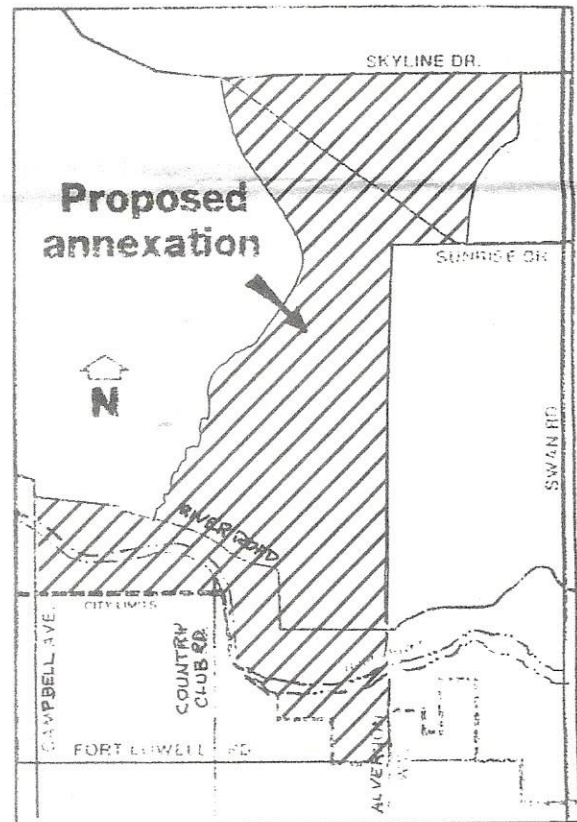 SKYLINE DR.
Proposed
annexation
SUNRISE DR.
N
SWAN RD.
RIVER ROAD
CITY LIMITS
CAMPBELL AVE.
COUNTRY
CLUB RD.
FORT LOWELL RD
ALVERNON